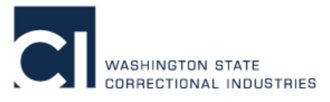 CI
WASHINGTON STATE
CORRECTIONAL INDUSTRIES